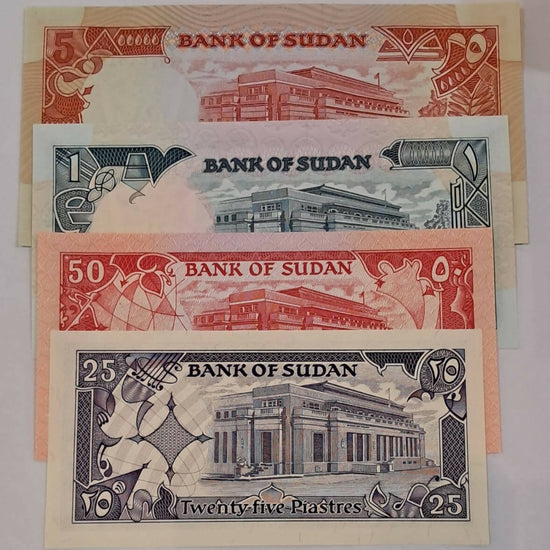 5 BANK OF SUDAN ٥
1 BANK OF SUDAN ١
50 BANK OF SUDAN ٥٠
25 BANK OF SUDAN ٢٥
٢٥ Twenty-five Piastres 25